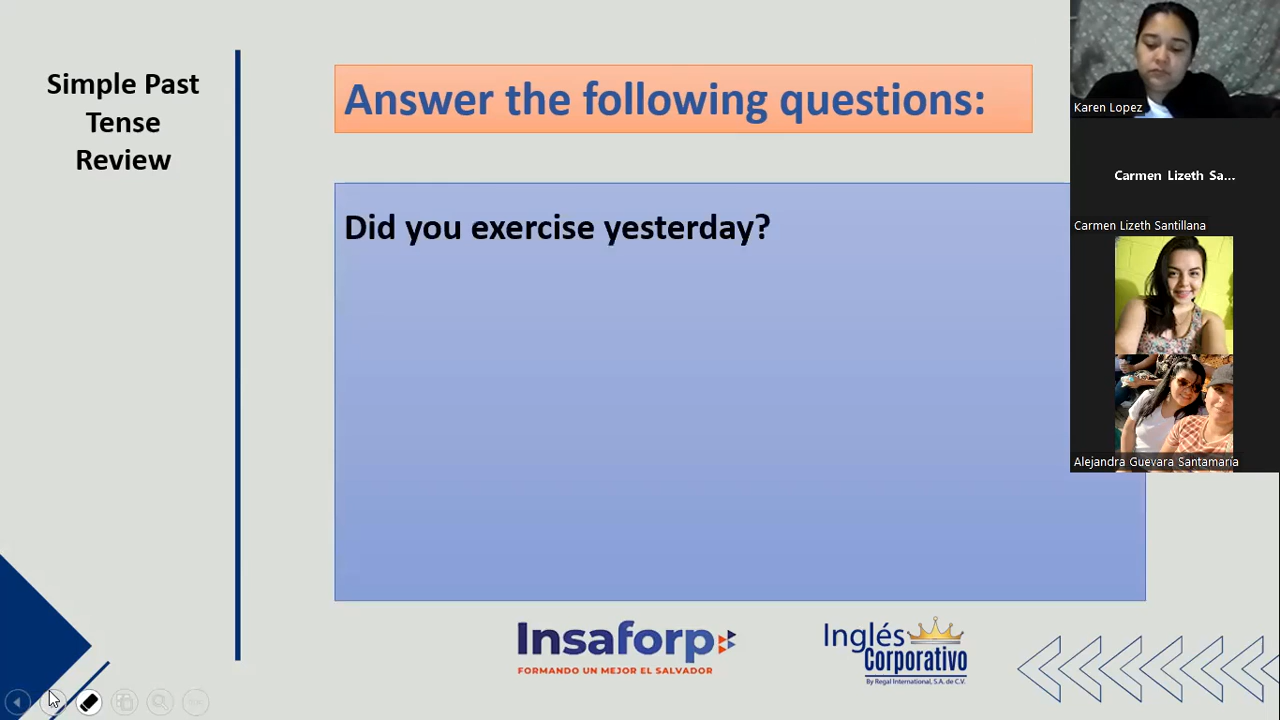 Simple Past
Tense
Review
Answer the following questions:
Did you exercise yesterday?
Karen Lopez
Carmen Lizeth Sa...
Carmen Lizeth Santillana
Alejandra Guevara Santamaría
Insaforp
FORMANDO UN MEJOR EL SALVADOR
Inglés
Corporativo
By Regal International, S.A. de C.V.